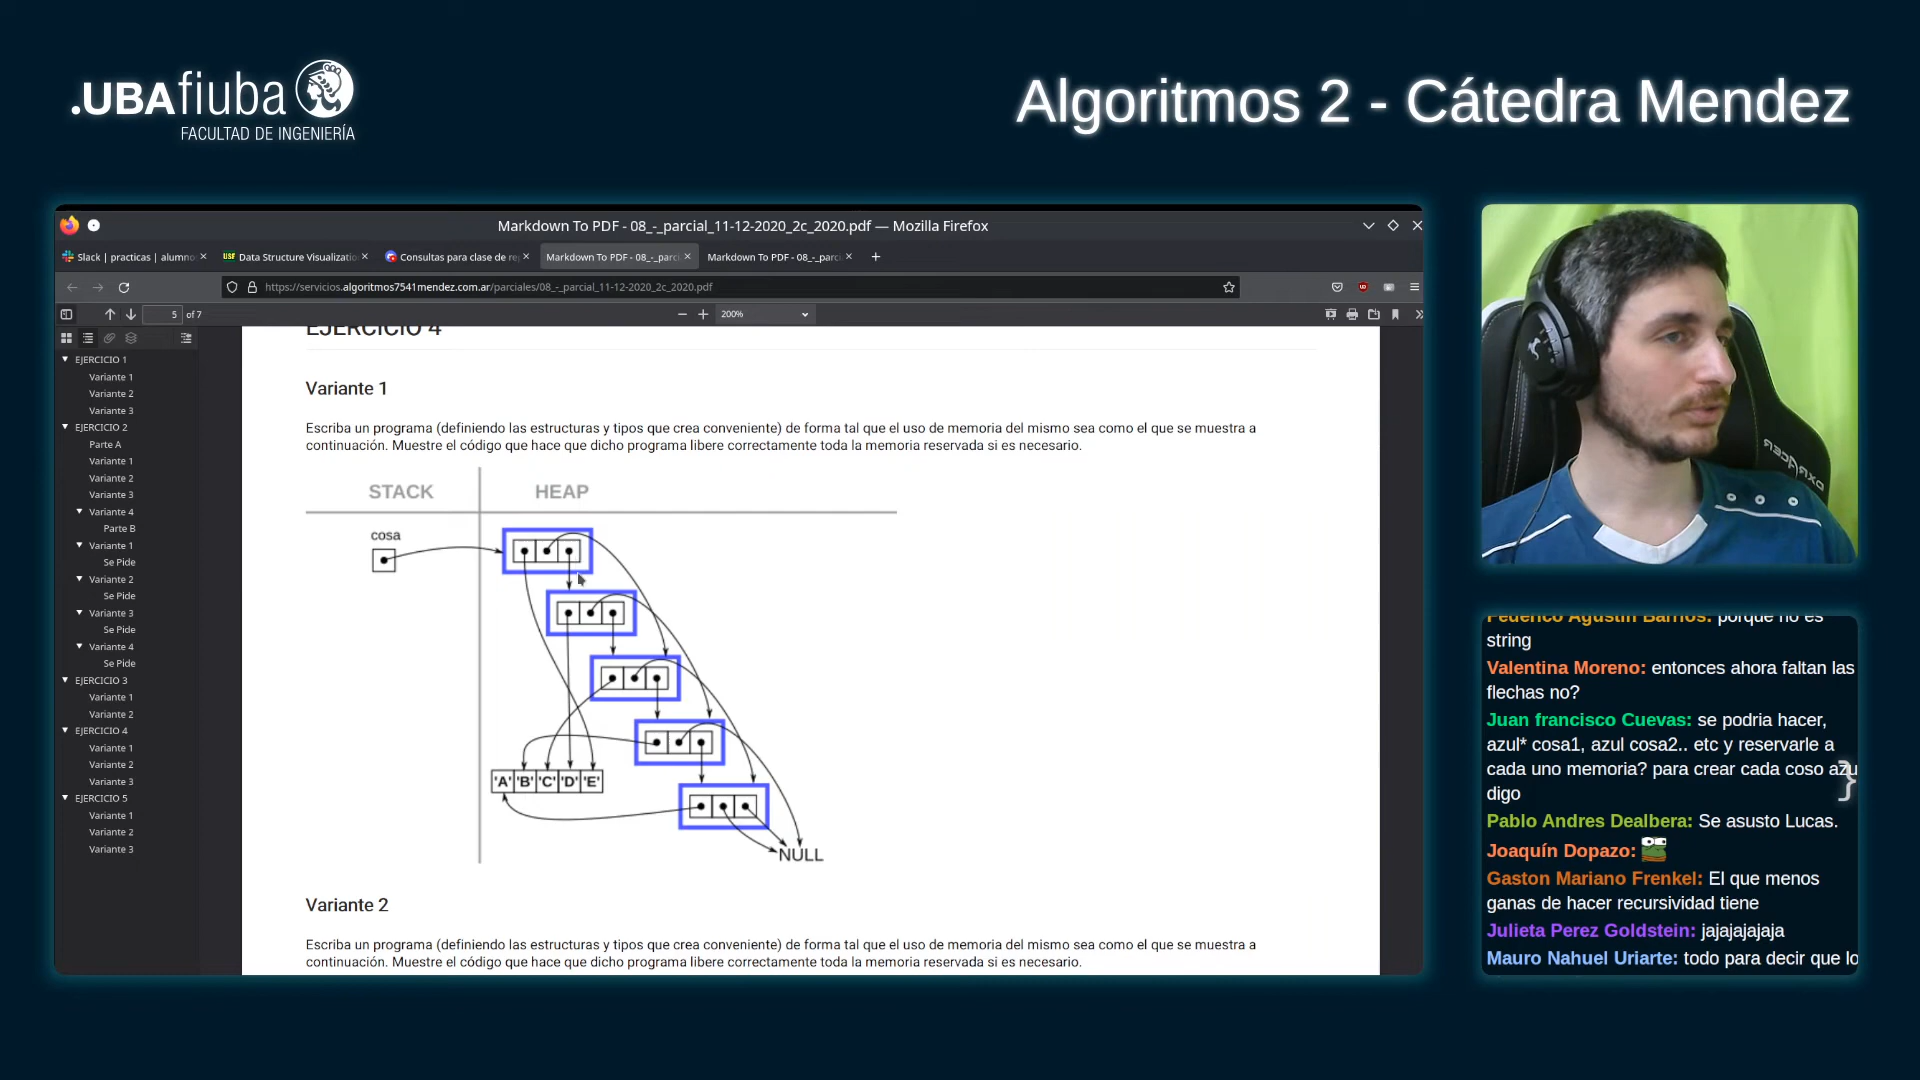 .UBAfiuba
FACULTAD DE INGENIERÍA
Algoritmos 2 - Cátedra Mendez
Markdown To PDF - 08_-_parcial_11-12-2020_2c_2020.pdf — Mozilla Firefox
Slack | practicas | alumno
Data Structure Visualizatio
Consultas para clase de re
Markdown To PDF - 08_-_parci
Markdown To PDF - 08_-_parci
https://servicios.algoritmos7541mendez.com.ar/parciales/08_-_parcial_11-12-2020_2c_2020.pdf
5 of 7
200%
EJERCICIO 1
Variante 1
Variante 2
Variante 3
EJERCICIO 2
Parte A
Variante 1
Variante 2
Variante 3
Variante 4
Parte B
Variante 1
Se Pide
Variante 2
Se Pide
Variante 3
Se Pide
Variante 4
Se Pide
EJERCICIO 3
Variante 1
Variante 2
EJERCICIO 4
Variante 1
Variante 2
Variante 3
EJERCICIO 5
Variante 1
Variante 2
Variante 3
EJERCICIO 4
Variante 1
Escriba un programa (definiendo las estructuras y tipos que crea conveniente) de forma tal que el uso de memoria del mismo sea como el que se muestra a
continuación. Muestre el código que hace que dicho programa libere correctamente toda la memoria reservada si es necesario.
STACK
HEAP
cosa
'A' 'B' 'C' 'D' 'E'
NULL
Variante 2
Escriba un programa (definiendo las estructuras y tipos que crea conveniente) de forma tal que el uso de memoria del mismo sea como el que se muestra a
continuación. Muestre el código que hace que dicho programa libere correctamente toda la memoria reservada si es necesario.
DXRACER
Federico Agustin Barrios: porque no es
string
Valentina Moreno: entonces ahora faltan las
flechas no?
Juan francisco Cuevas: se podria hacer,
azul* cosa1, azul cosa2.. etc y reservarle a
cada uno memoria? para crear cada coso azu
digo
}
Pablo Andres Dealbera: Se asusto Lucas.
Joaquín Dopazo:
Gaston Mariano Frenkel: El que menos
ganas de hacer recursividad tiene
Julieta Perez Goldstein: jajajajajaja
Mauro Nahuel Uriarte: todo para decir que lo